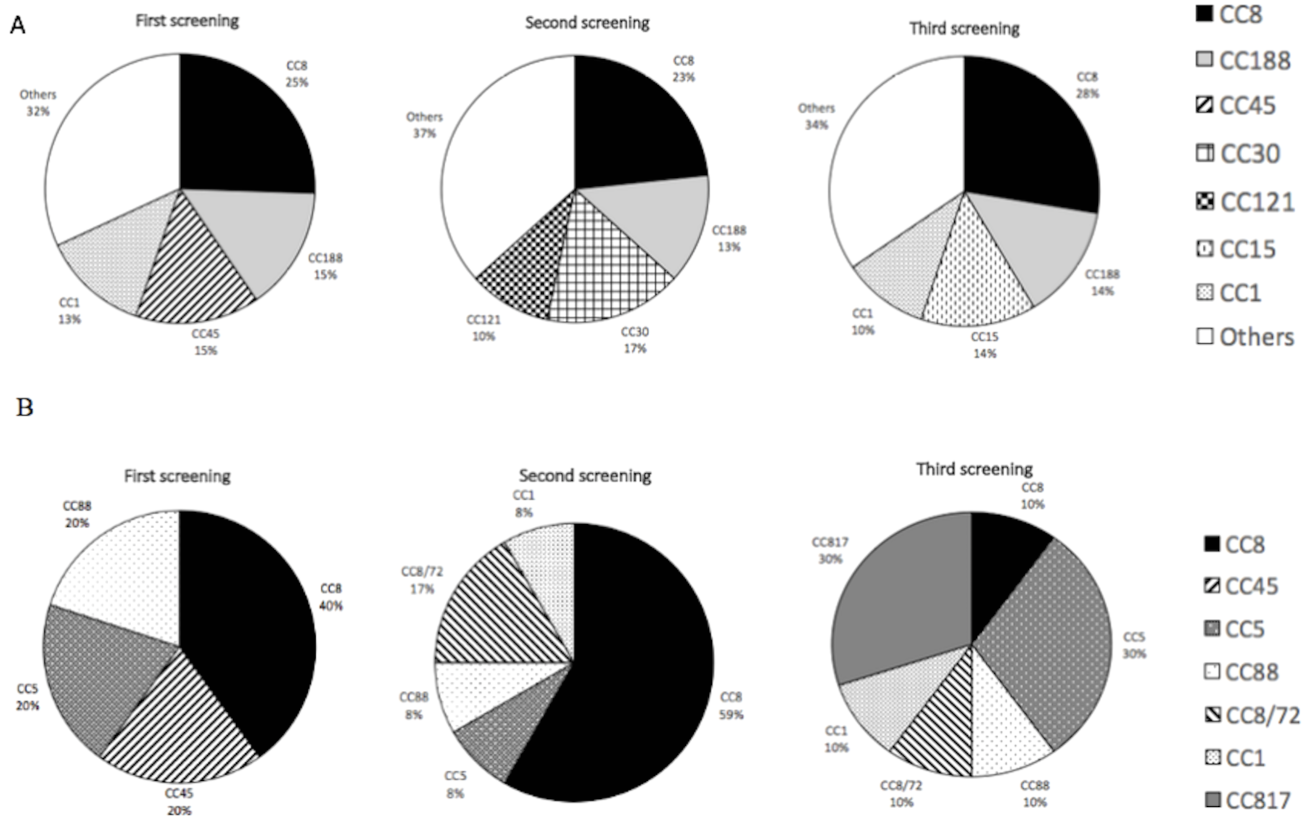 A
First screening
CC8
25%
CC188
15%
CC45
15%
CC1
13%
Others
32%
Second screening
CC8
23%
CC188
13%
CC30
17%
CC121
10%
Others
37%
Third screening
CC8
28%
CC188
14%
CC15
14%
CC1
10%
Others
34%
CC8
CC188
CC45
CC30
CC121
CC15
CC1
Others
B
First screening
CC8
40%
CC45
20%
CC5
20%
CC88
20%
Second screening
CC8
59%
CC5
8%
CC88
8%
CC8/72
17%
CC1
8%
Third screening
CC8
10%
CC5
30%
CC88
10%
CC8/72
10%
CC1
10%
CC817
30%
CC8
CC45
CC5
CC88
CC8/72
CC1
CC817